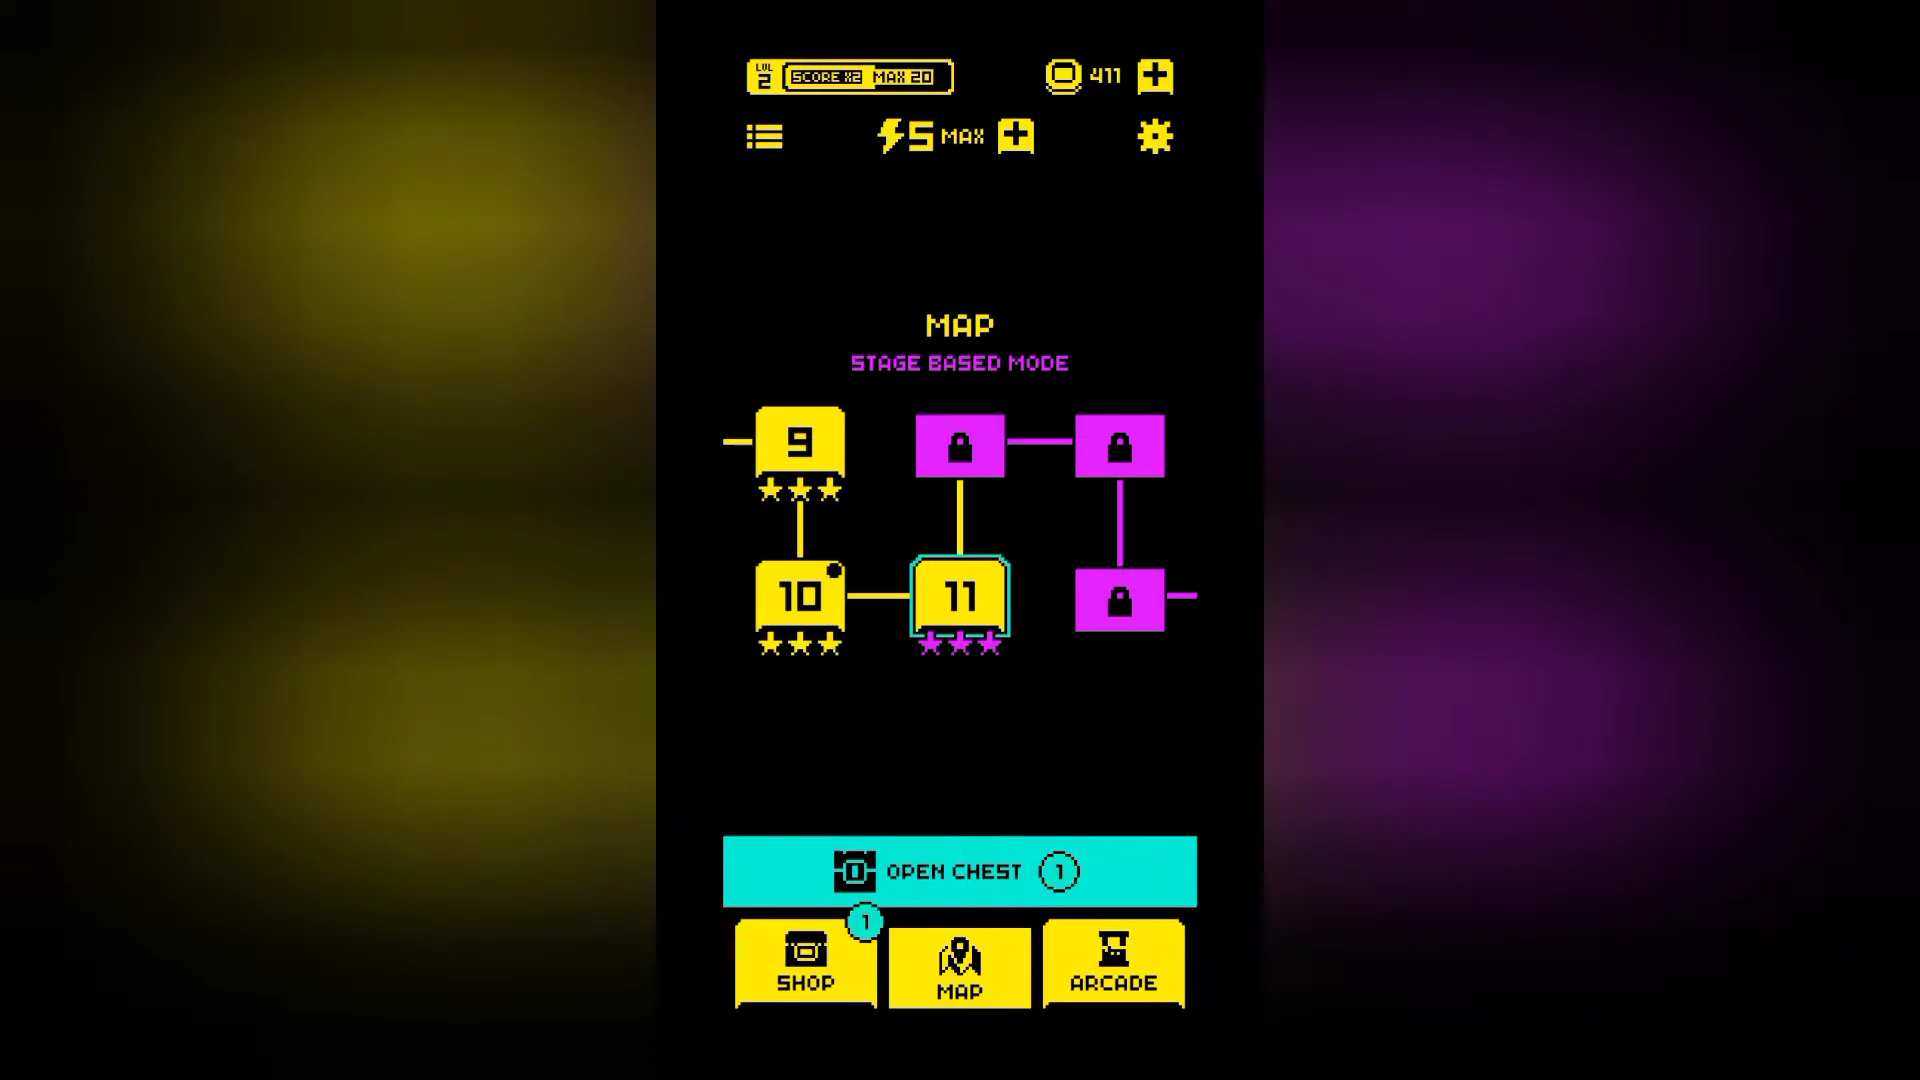 LVL
2
SCORE X2 MAX 20
411
5 MAX
MAP
STAGE BASED MODE
9
10
11
OPEN CHEST 1
1
SHOP
MAP
ARCADE